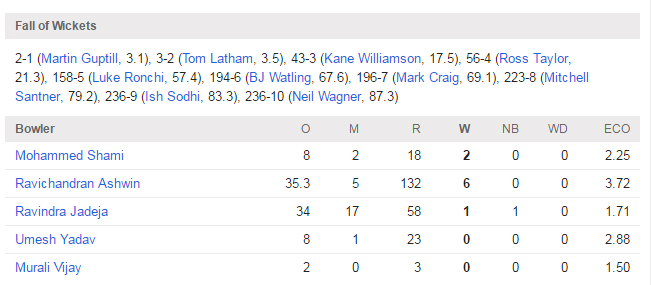 Fall of Wickets
2-1 (Martin Guptill, 3.1), 3-2 (Tom Latham, 3.5), 43-3 (Kane Williamson, 17.5), 56-4 (Ross Taylor,
21.3), 158-5 (Luke Ronchi, 57.4), 194-6 (BJ Watling, 67.6), 196-7 (Mark Craig, 69.1), 223-8 (Mitchell
Santner, 79.2), 236-9 (Ish Sodhi, 83.3), 236-10 (Neil Wagner, 87.3)
Bowler O M R W NB WD ECO
Mohammed Shami 8 2 18 2 0 0 2.25
Ravichandran Ashwin 35.3 5 132 6 0 0 3.72
Ravindra Jadeja 34 17 58 1 1 0 1.71
Umesh Yadav 8 1 23 0 0 0 2.88
Murali Vijay 2 0 3 0 0 0 1.50